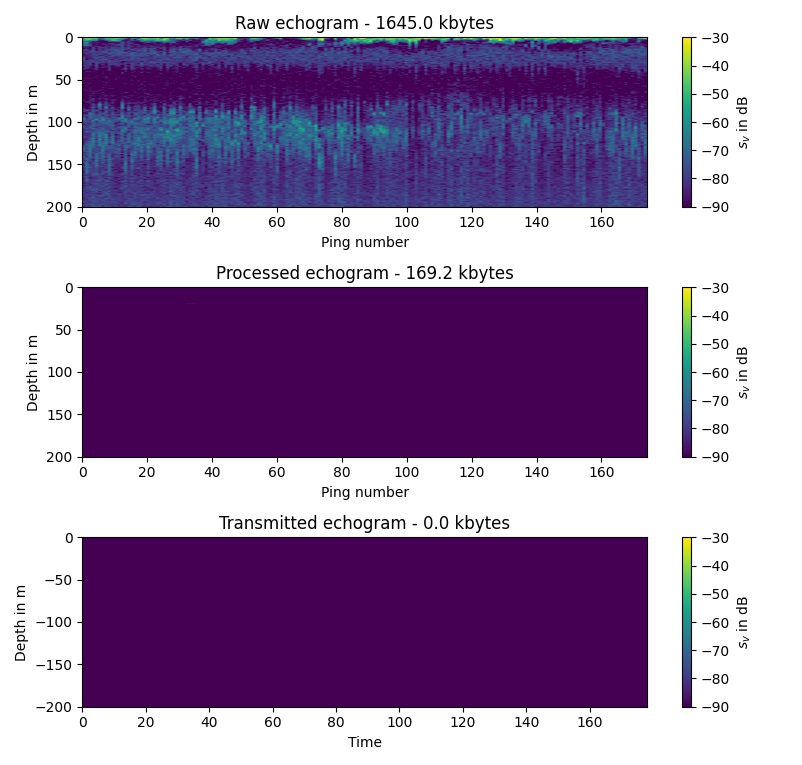 Raw echogram - 1645.0 kbytes
0
50
100
150
200
Depth in m
0 20 40 60 80 100 120 140 160
Ping number
−30
−40
−50
−60
−70
−80
−90
sv in dB
Processed echogram - 169.2 kbytes
0
50
100
150
200
Depth in m
0 20 40 60 80 100 120 140 160
Ping number
−30
−40
−50
−60
−70
−80
−90
sv in dB
Transmitted echogram - 0.0 kbytes
0
−50
−100
−150
−200
Depth in m
0 20 40 60 80 100 120 140 160
Time
−30
−40
−50
−60
−70
−80
−90
sv in dB